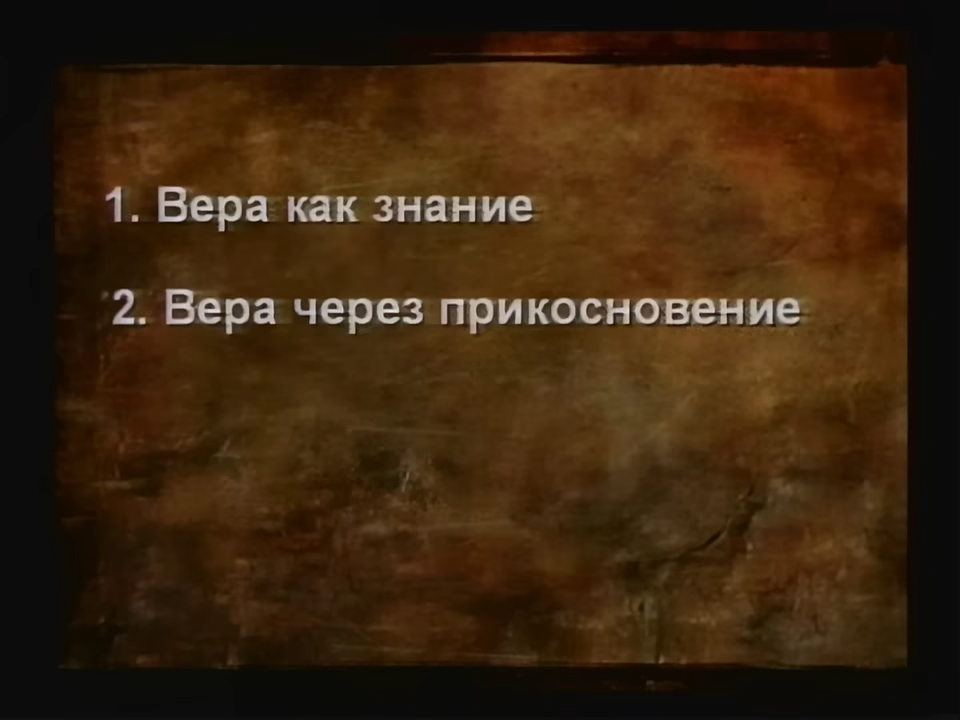 1. Вера как знание
2. Вера через прикосновение